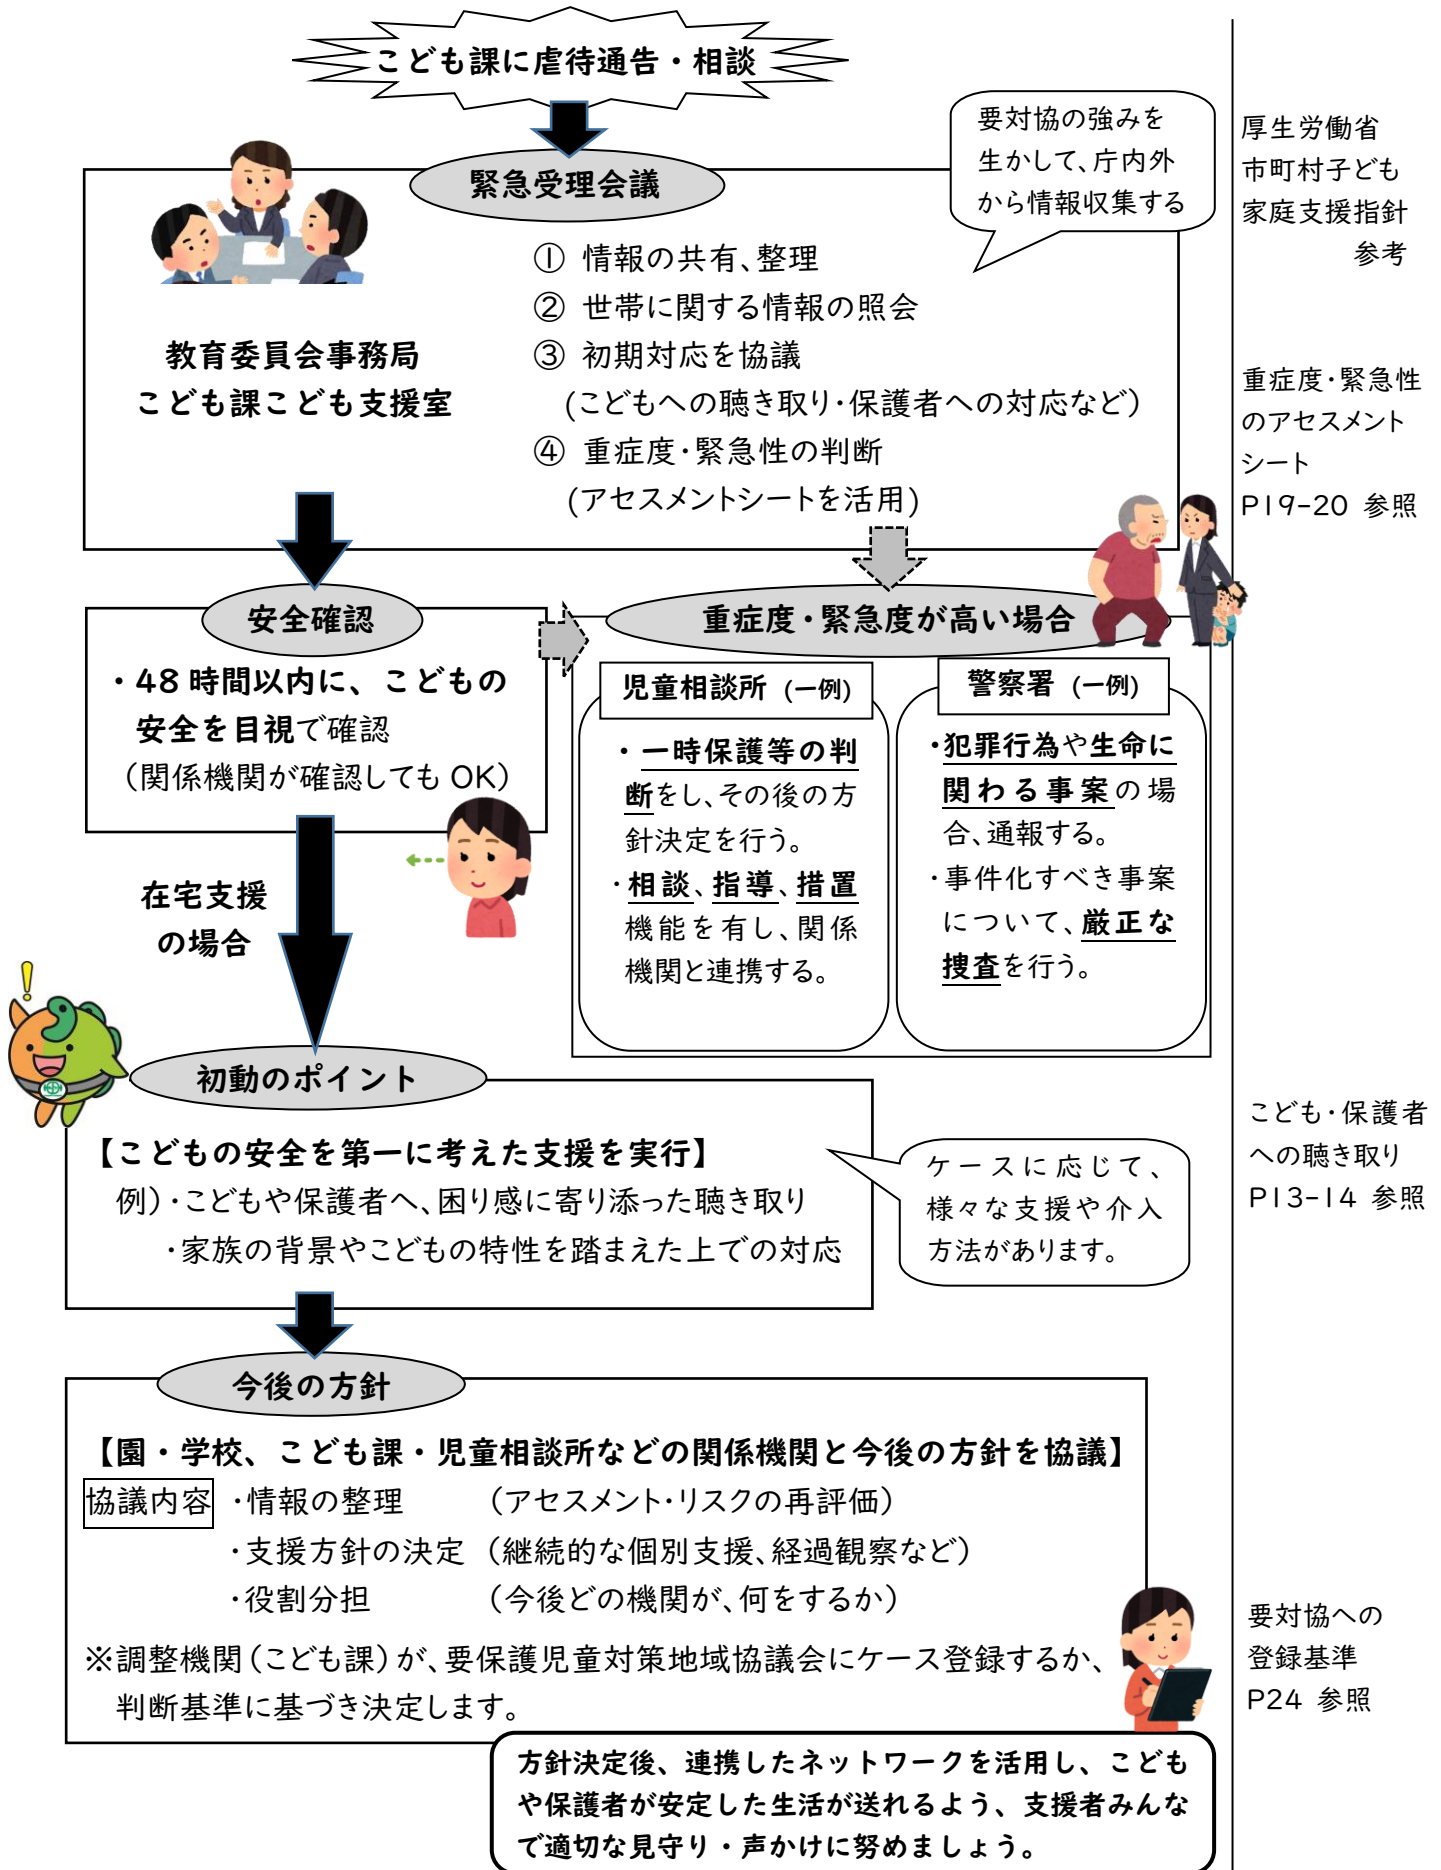 こども課に虐待通告・相談
緊急受理会議
要対協の強みを
生かして、庁内外
から情報収集する
教育委員会事務局
こども課こども支援室
① 情報の共有、整理
② 世帯に関する情報の照会
③ 初期対応を協議
(こどもへの聴き取り・保護者への対応など)
④ 重症度・緊急性の判断
(アセスメントシートを活用)
厚生労働省
市町村子ども
家庭支援指針
参考
重症度・緊急性
のアセスメント
シート
P19-20 参照
安全確認
・48時間以内に、こどもの
安全を目視で確認
(関係機関が確認してもOK)
在宅支援
の場合
重症度・緊急度が高い場合
児童相談所 (一例)
・一時保護等の判
断をし、その後の方
針決定を行う。
・相談、指導、措置
機能を有し、関係
機関と連携する。
警察署 (一例)
・犯罪行為や生命に
関わる事案の場
合、通報する。
・事件化すべき事案
について、厳正な
捜査を行う。
初動のポイント
【こどもの安全を第一に考えた支援を実行】
例)・こどもや保護者へ、困り感に寄り添った聴き取り
・家族の背景やこどもの特性を踏まえた上での対応
ケースに応じて、
様々な支援や介入
方法があります。
こども・保護者
への聴き取り
P13-14 参照
今後の方針
【園・学校、こども課・児童相談所などの関係機関と今後の方針を協議】
協議内容 ・情報の整理 (アセスメント・リスクの再評価)
・支援方針の決定 (継続的な個別支援、経過観察など)
・役割分担 (今後どの機関が、何をするか)
※調整機関(こども課)が、要保護児童対策地域協議会にケース登録するか、
判断基準に基づき決定します。
要対協への
登録基準
P24 参照
方針決定後、連携したネットワークを活用し、こども
や保護者が安定した生活が送れるよう、支援者みんな
で適切な見守り・声かけに努めましょう。